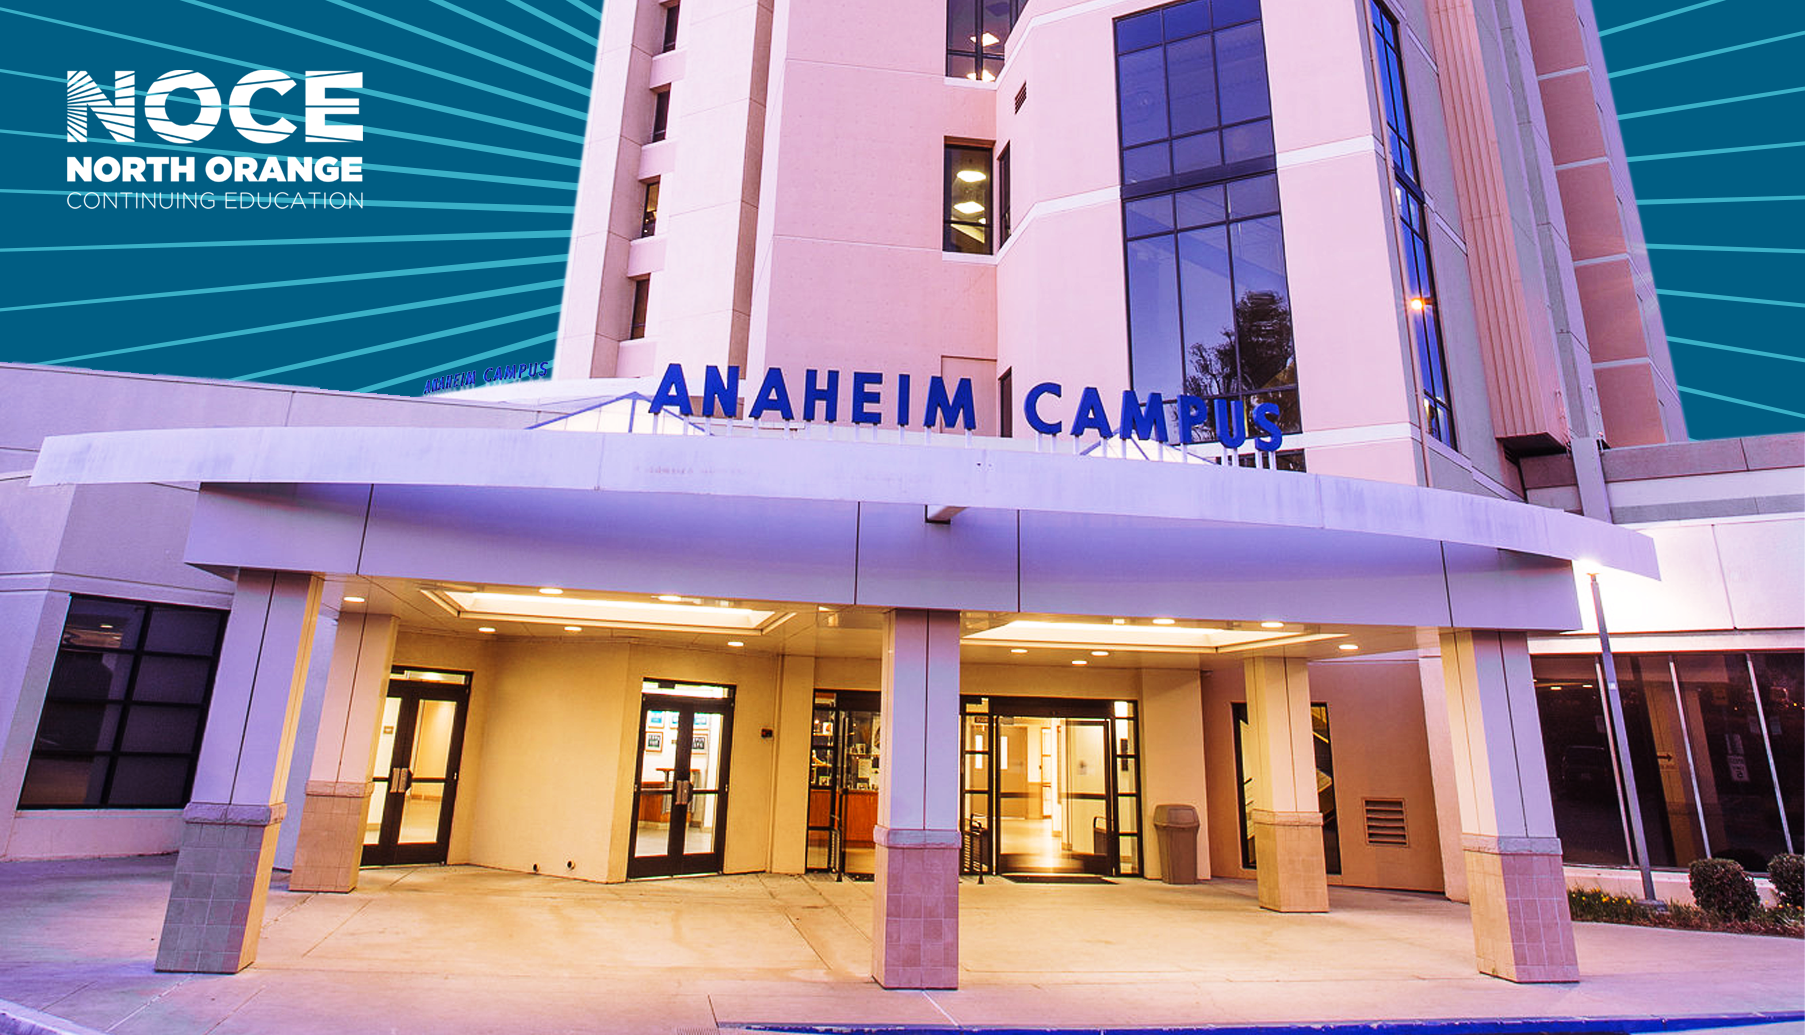 NOCE
NORTH ORANGE
CONTINUING EDUCATION
ANAHEIM CAMPUS
ANAHEIM CAMPUS